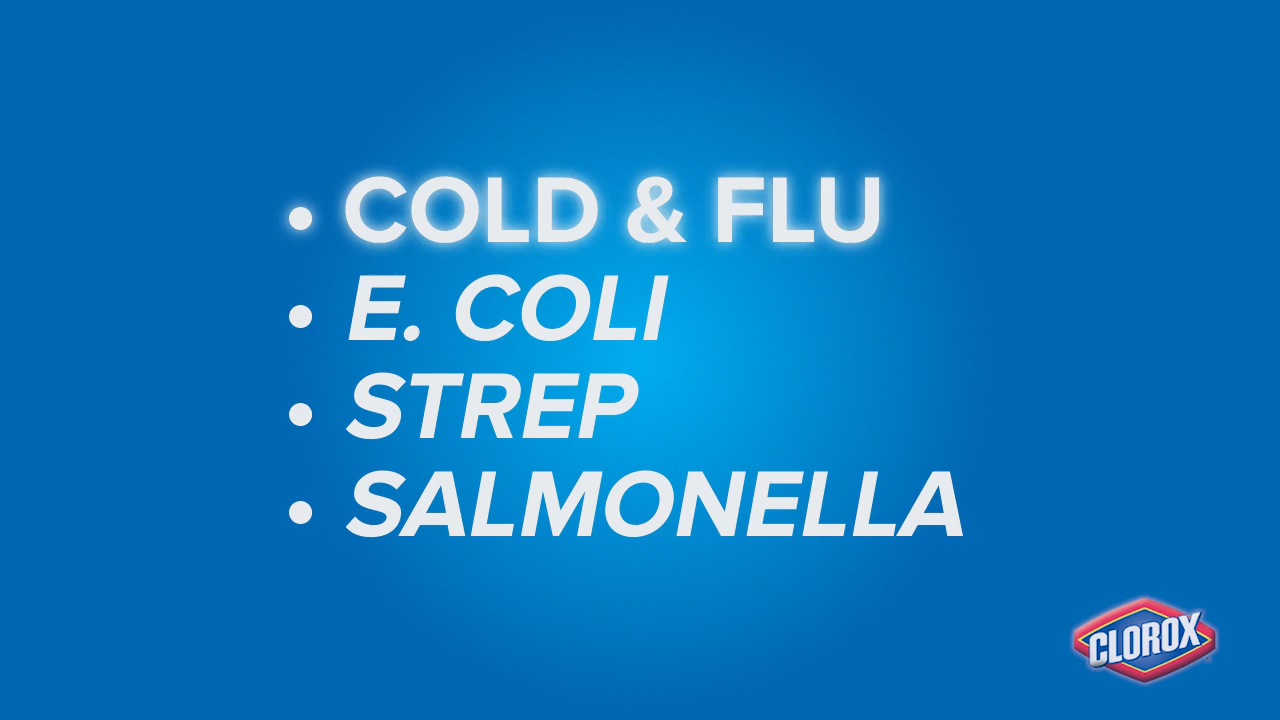 • COLD & FLU
• E. COLI
• STREP
• SALMONELLA
CLOROX